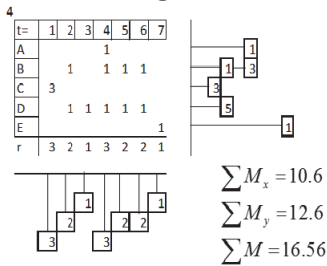 4
t= 1 2 3 4 5 6 7
A 1 1
B 1 1 1 1 1 3
C 3 3
D 1 1 1 1 1 5
E 1 1
r 3 2 1 3 2 2 1
1 1
2 2 2
3 3
∑Mₓ =10.6
∑M_y =12.6
∑M =16.56